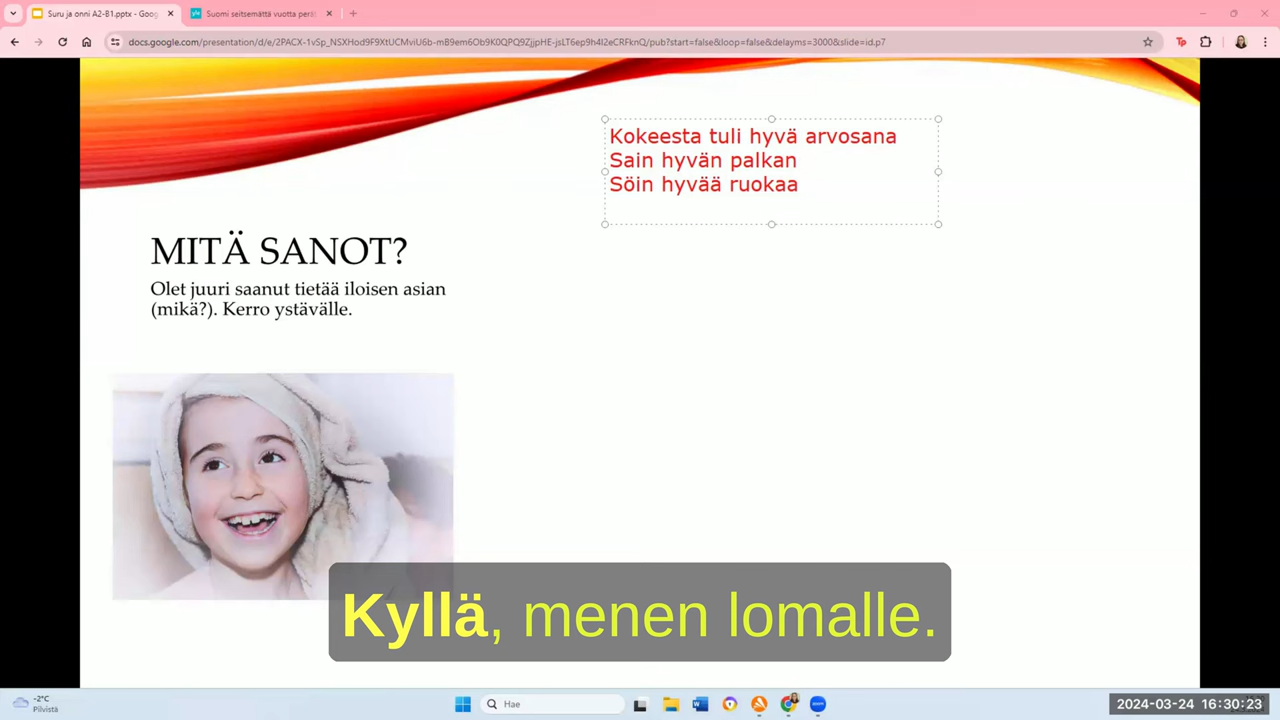 Suru ja onni A2-B1.pptx - Goog
Suomi seitsemättä vuotta perä
docs.google.com/presentation/d/e/2PACX-1vSp_NSXHod9F9XtUCMviU6b-mB9em6Ob9K0QPQ9ZjjpHE-jsLT6ep9h4I2eCRFknQ/pub?start=false&loop=false&delayms=3000&slide=id.p7
Kokeesta tuli hyvä arvosana
Sain hyvän palkan
Söin hyvää ruokaa
MITÄ SANOT?
Olet juuri saanut tietää iloisen asian
(mikä?). Kerro ystävälle.
Kyllä, menen lomalle.
-2°C
Pilvistä
Hae
2024-03-24 16:30:23